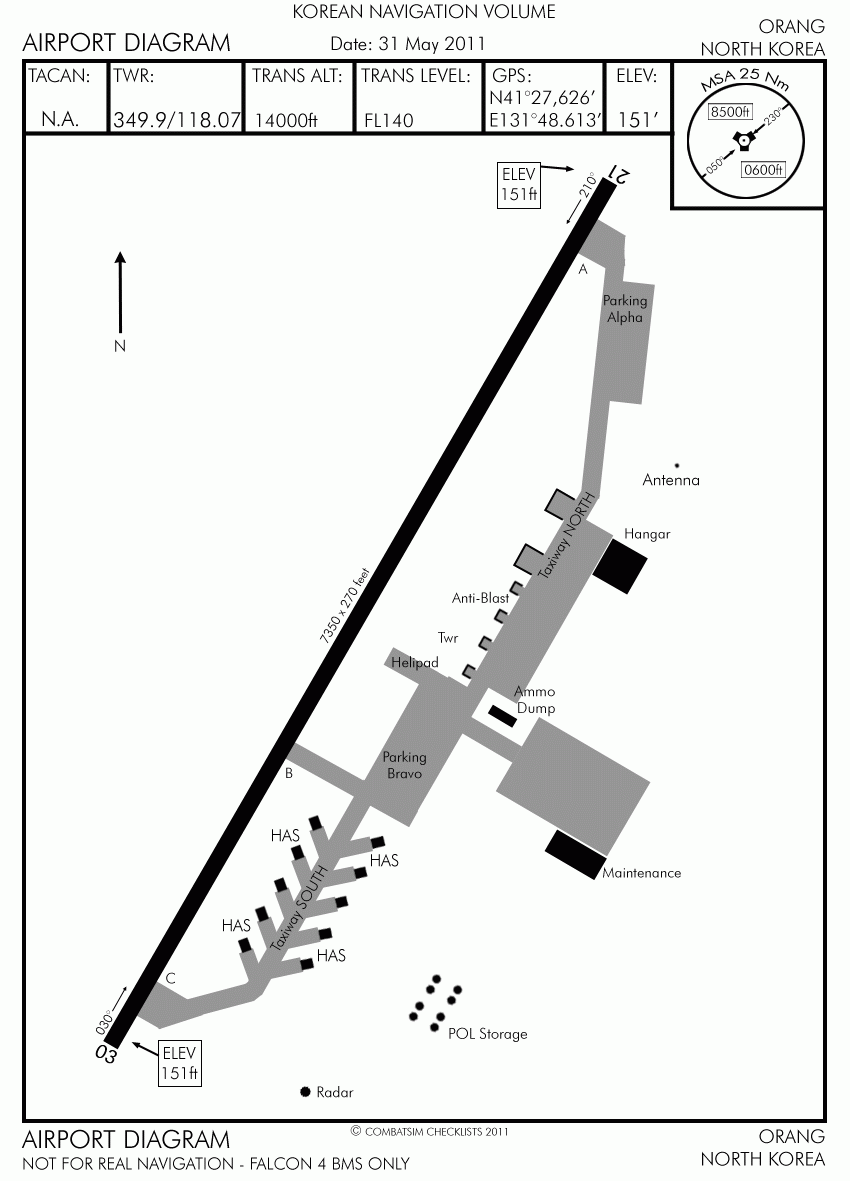 KOREAN NAVIGATION VOLUME
AIRPORT DIAGRAM
Date: 31 May 2011
ORANG
NORTH KOREA
TACAN:
N.A.
TWR:
349.9/118.07
TRANS ALT:
14000ft
TRANS LEVEL:
FL140
GPS:
N41°27,626’
E131°48.613’
ELEV:
151’
MSA 25 Nm
8500ft
230°
050°
0600ft
ELEV
151ft
21
210°
A
N
Parking
Alpha
Antenna
Taxiway NORTH
Hangar
7350 x 270 feet
Anti-Blast
Twr
Helipad
Ammo
Dump
Parking
Bravo
B
HAS
HAS
Maintenance
Taxiway SOUTH
HAS
HAS
C
030°
03
ELEV
151ft
POL Storage
Radar
© COMBATSIM CHECKLISTS 2011
AIRPORT DIAGRAM
NOT FOR REAL NAVIGATION - FALCON 4 BMS ONLY
ORANG
NORTH KOREA